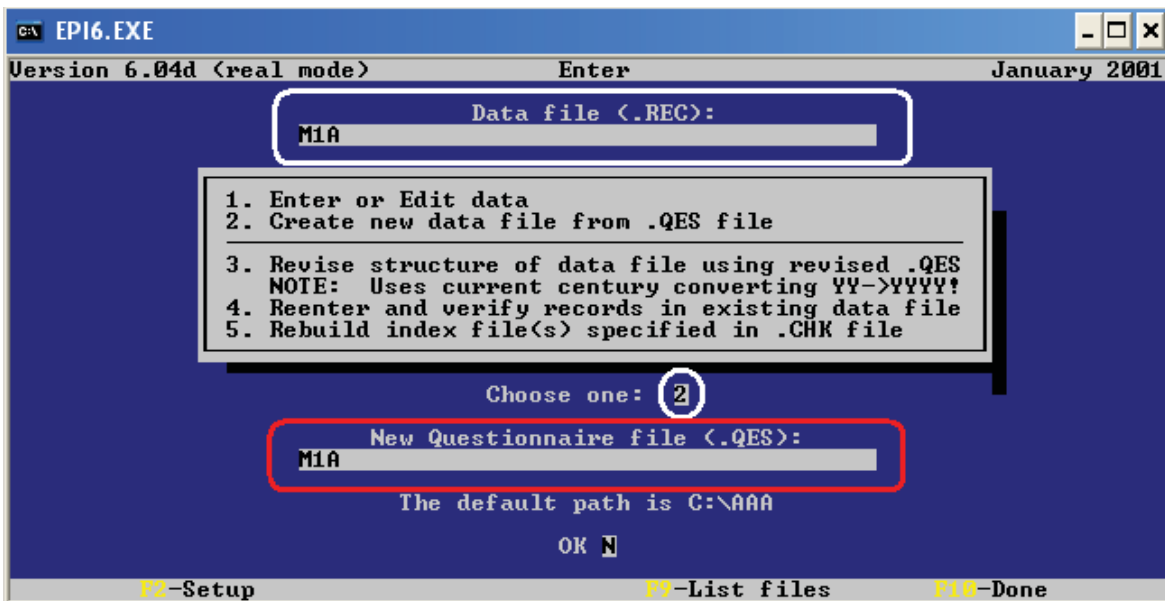 EPI6.EXE
Version 6.04d (real mode) Enter January 2001
Data file (.REC):
M1A
1. Enter or Edit data
2. Create new data file from .QES file
3. Revise structure of data file using revised .QES
NOTE: Uses current century converting YY->YYYY!
4. Reenter and verify records in existing data file
5. Rebuild index file(s) specified in .CHK file
Choose one: 2
New Questionnaire file (.QES):
M1A
The default path is C:\AAA
OK N
F2-Setup F9-List files F10-Done